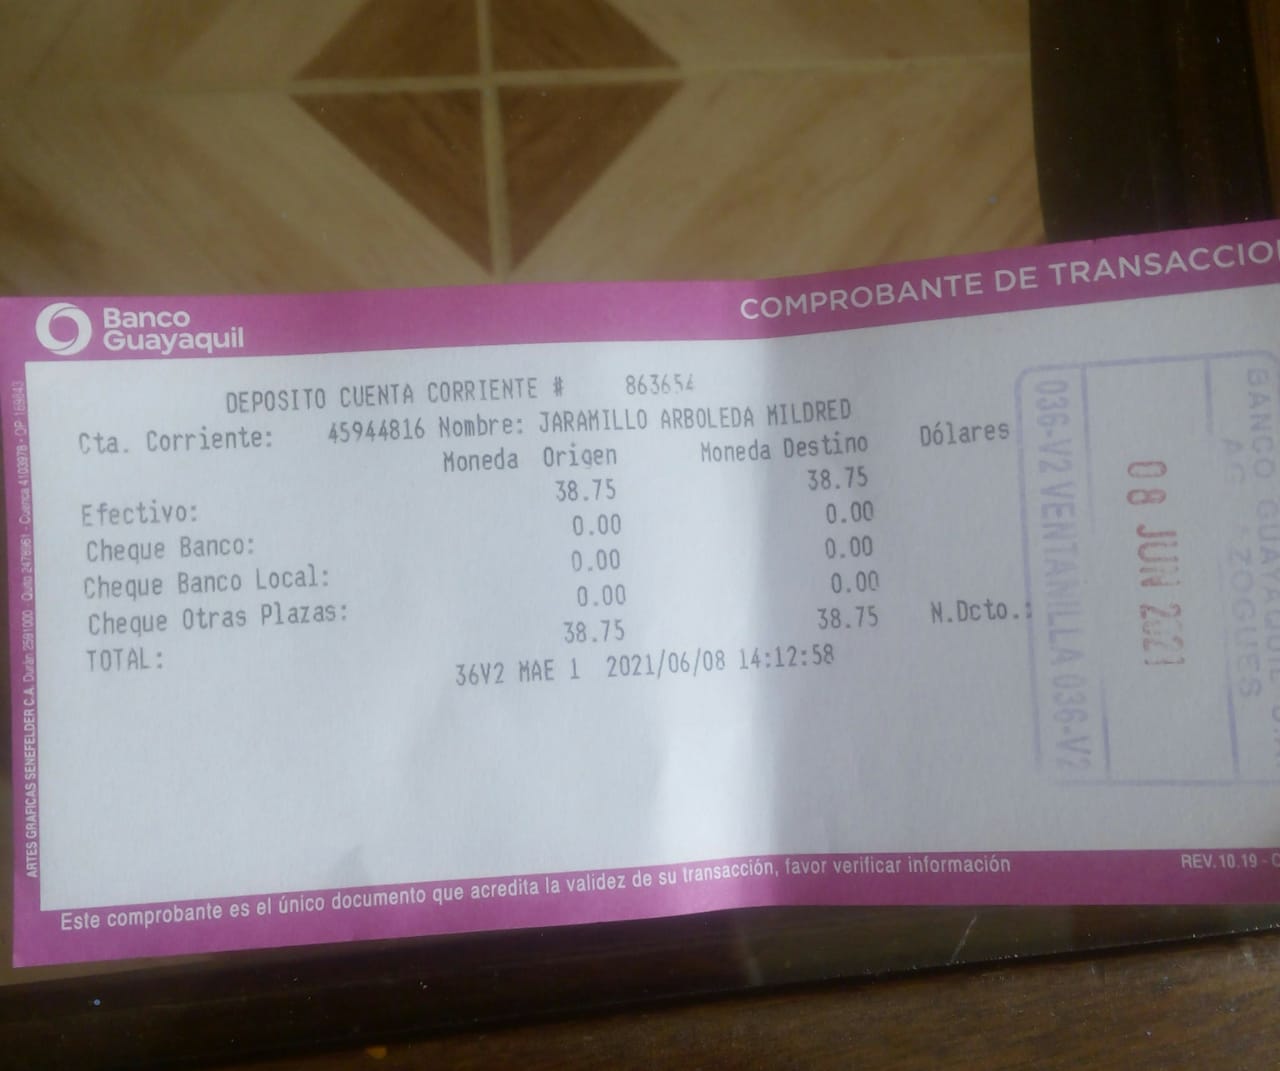 Banco
Guayaquil
COMPROBANTE DE TRANSACCIO
DEPOSITO CUENTA CORRIENTE # 863654
Cta. Corriente: 45944816 Nombre: JARAMILLO ARBOLEDA MILDRED
Moneda Origen Moneda Destino Dólares
Efectivo: 38.75 38.75
Cheque Banco: 0.00 0.00
Cheque Banco Local: 0.00 0.00
Cheque Otras Plazas: 0.00 0.00
TOTAL: 38.75 38.75 N.Dcto.:
36V2 MAE 1 2021/06/08 14:12:58
Este comprobante es el único documento que acredita la validez de su transacción, favor verificar información
REV. 10.19 - C
ARTES GRAFICAS SENEFELDER C.A. Durán 2591000 - Quito 2478961 - Cuenca 4103978 - OP 169843
036-V2 VENTANILLA 036-V2
08 JUN 2021
BANCO GUAYAQUIL
AG